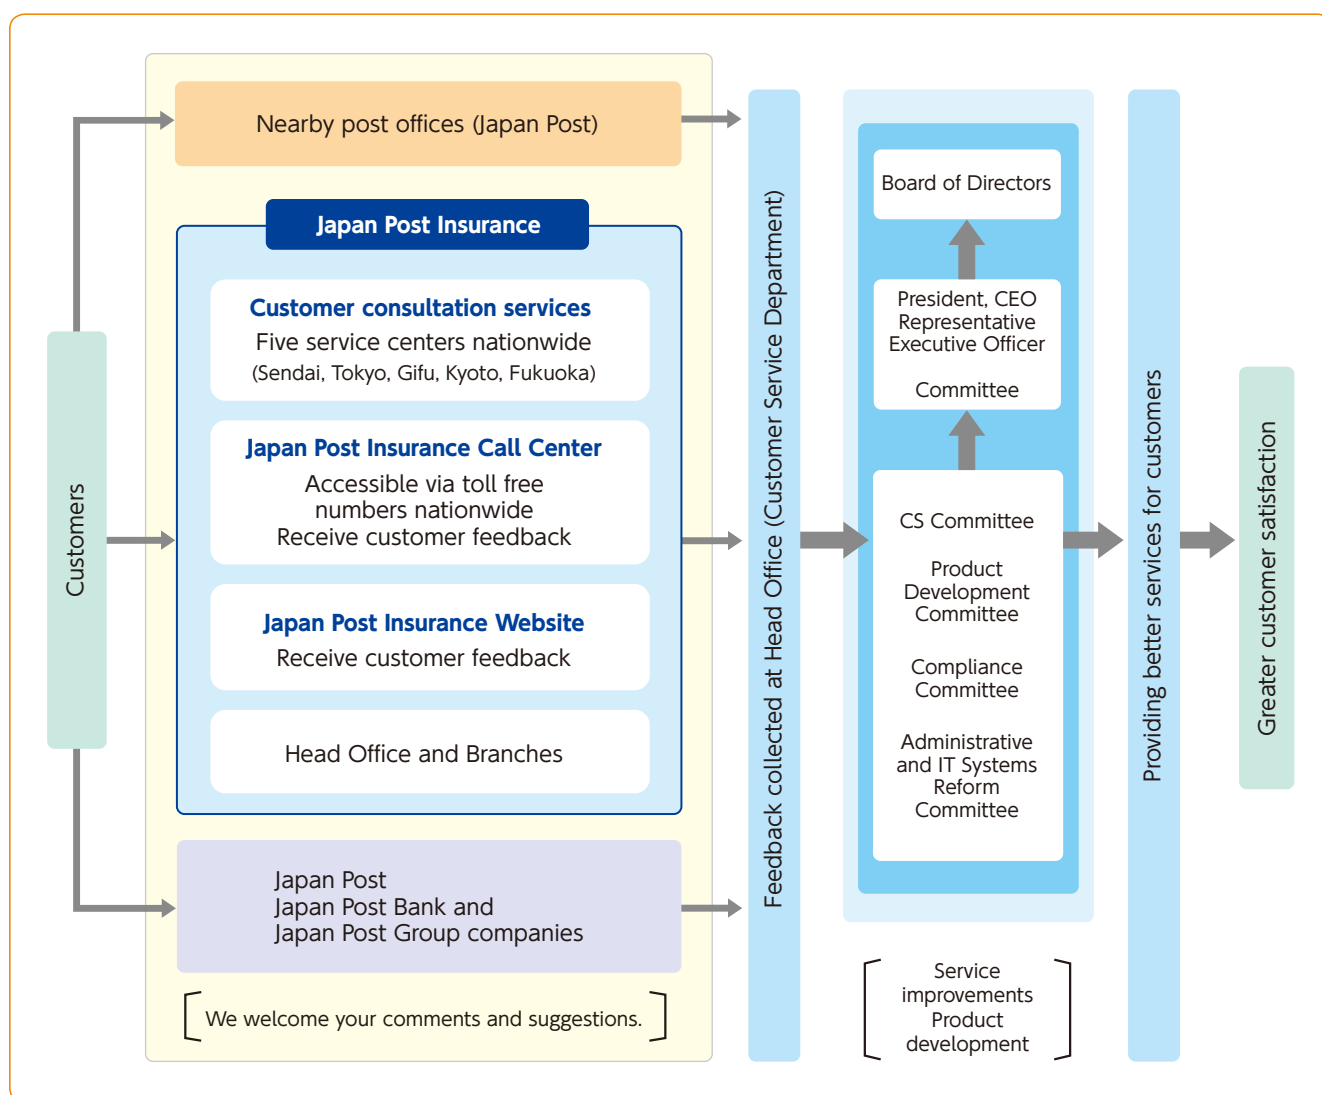 Customers
Nearby post offices (Japan Post)
Japan Post Insurance
Customer consultation services
Five service centers nationwide
(Sendai, Tokyo, Gifu, Kyoto, Fukuoka)
Japan Post Insurance Call Center
Accessible via toll free
numbers nationwide
Receive customer feedback
Japan Post Insurance Website
Receive customer feedback
Head Office and Branches
Japan Post
Japan Post Bank and
Japan Post Group companies
We welcome your comments and suggestions.
Feedback collected at Head Office (Customer Service Department)
Board of Directors
President, CEO
Representative
Executive Officer
Committee
CS Committee
Product
Development
Committee
Compliance
Committee
Administrative
and IT Systems
Reform
Committee
Service
improvements
Product
development
Providing better services for customers
Greater customer satisfaction